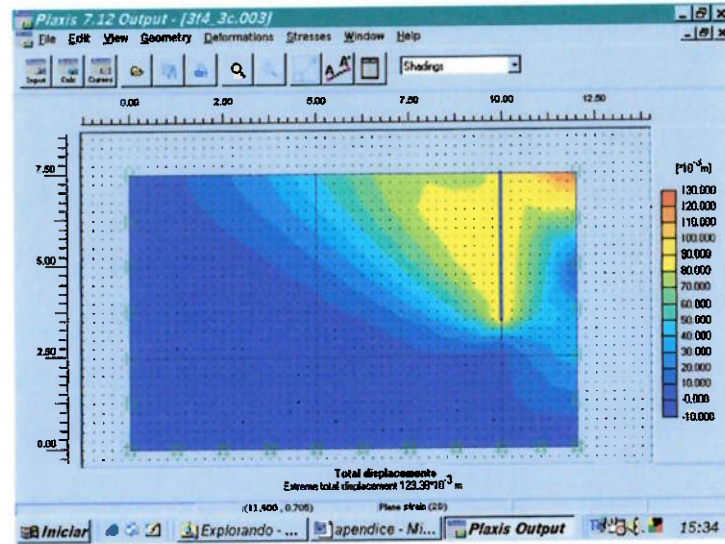 Plaxis 7.12 Output - [3f4_3c.003]
File Edit View Geometry Deformations Stresses Window Help
Input Calc Curves A A* Shadings
0.00 2.50 5.00 7.50 10.00 12.50
7.50
5.00
2.50
0.00
[*10⁻³m]
130.000
120.000
110.000
100.000
90.000
80.000
70.000
60.000
50.000
40.000
30.000
20.000
10.000
-0.000
-10.000
Total displacements
Extreme total displacement 123.38*10⁻³ m
(11.500 , 0.705) Plane strain
Iniciar Explorando - ... apendice - Mi... Plaxis Output 15:34